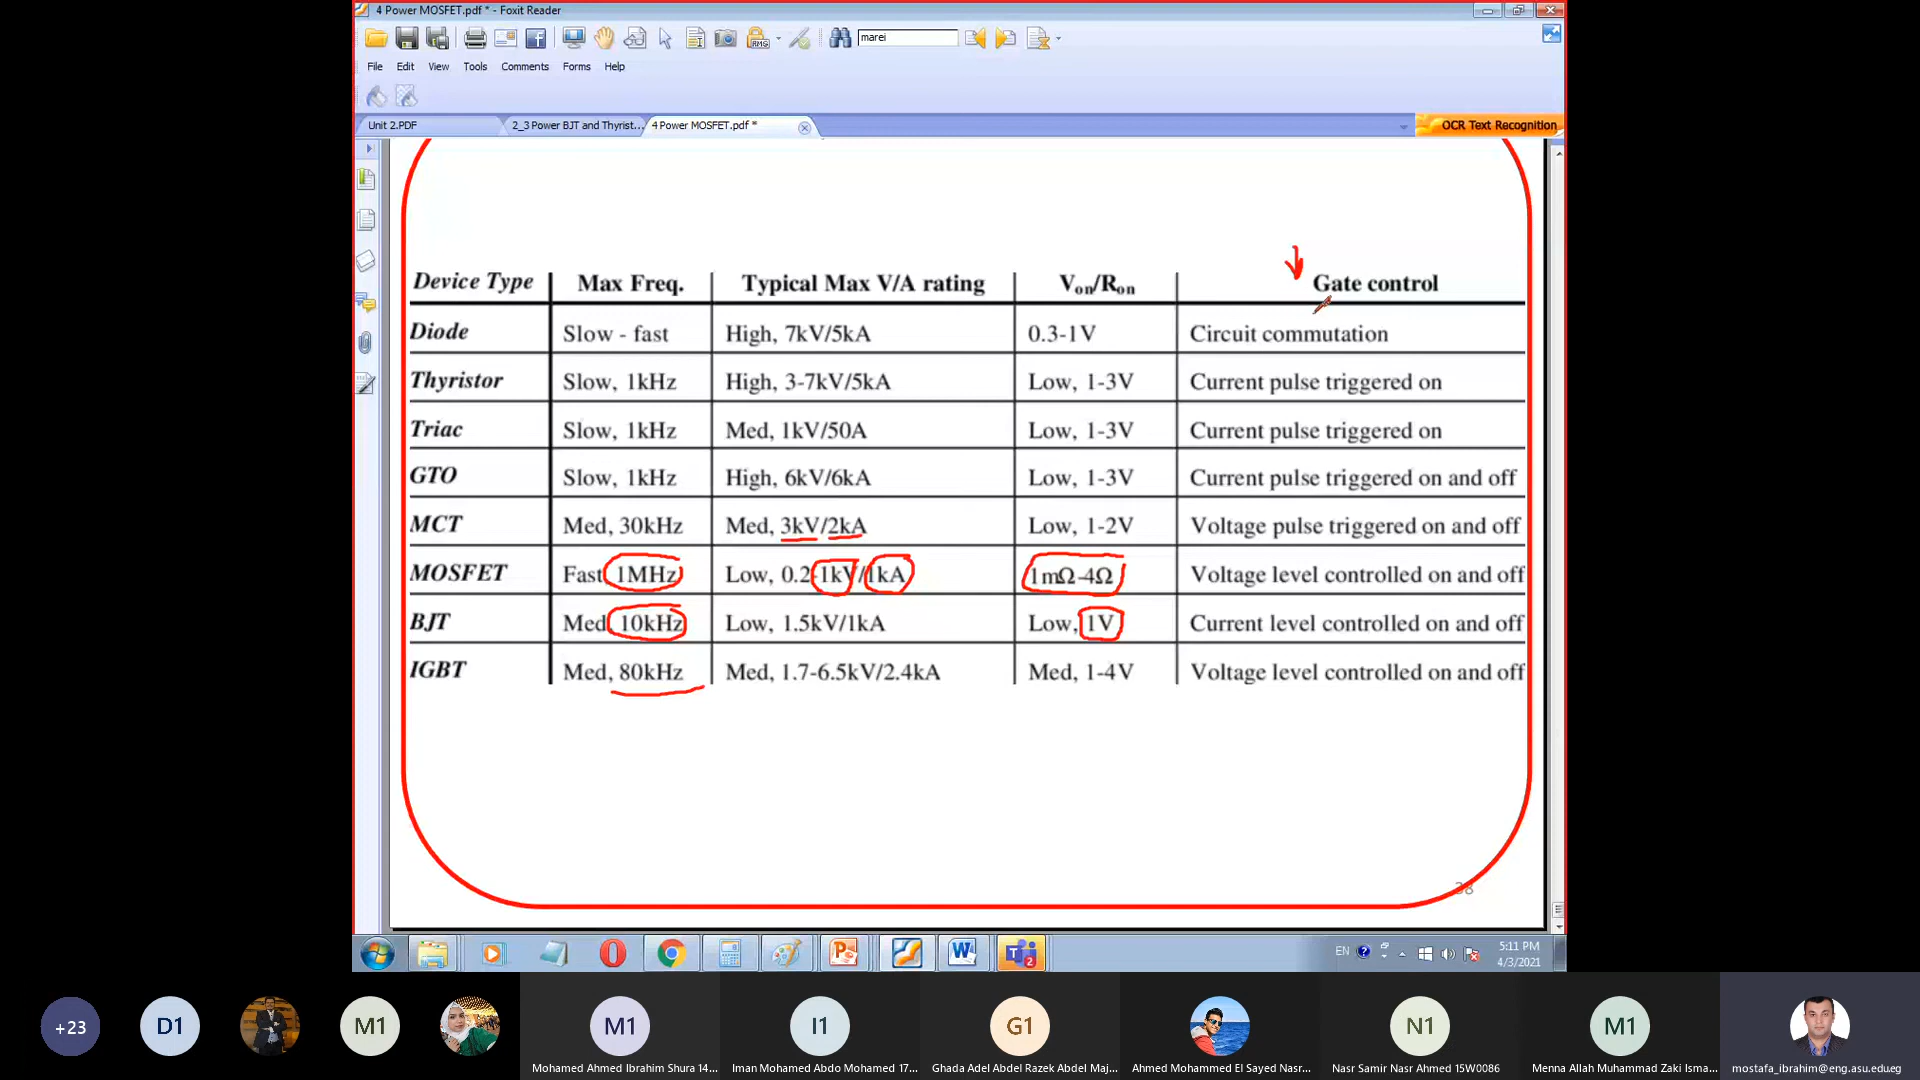 4 Power MOSFET.pdf * - Foxit Reader
marei
File Edit View Tools Comments Forms Help
Unit 2.PDF 2_3 Power BJT and Thyrist... 4 Power MOSFET.pdf * OCR Text Recognition
Device Type Max Freq. Typical Max V/A rating Von/Ron Gate control
Diode Slow - fast High, 7kV/5kA 0.3-1V Circuit commutation
Thyristor Slow, 1kHz High, 3-7kV/5kA Low, 1-3V Current pulse triggered on
Triac Slow, 1kHz Med, 1kV/50A Low, 1-3V Current pulse triggered on
GTO Slow, 1kHz High, 6kV/6kA Low, 1-3V Current pulse triggered on and off
MCT Med, 30kHz Med, 3kV/2kA Low, 1-2V Voltage pulse triggered on and off
MOSFET Fast 1MHz Low, 0.2-1kV/1kA 1mΩ-4Ω Voltage level controlled on and off
BJT Med, 10kHz Low, 1.5kV/1kA Low, 1V Current level controlled on and off
IGBT Med, 80kHz Med, 1.7-6.5kV/2.4kA Med, 1-4V Voltage level controlled on and off
38
EN 5:11 PM
4/3/2021
+23 D1 M1 M1 I1 G1 N1 M1
Mohamed Ahmed Ibrahim Shura 14... Iman Mohamed Abdo Mohamed 17... Ghada Adel Abdel Razek Abdel Maj... Ahmed Mohammed El Sayed Nasr... Nasr Samir Nasr Ahmed 15W0086 Menna Allah Muhammad Zaki Isma... mostafa_ibrahim@eng.asu.edu.eg